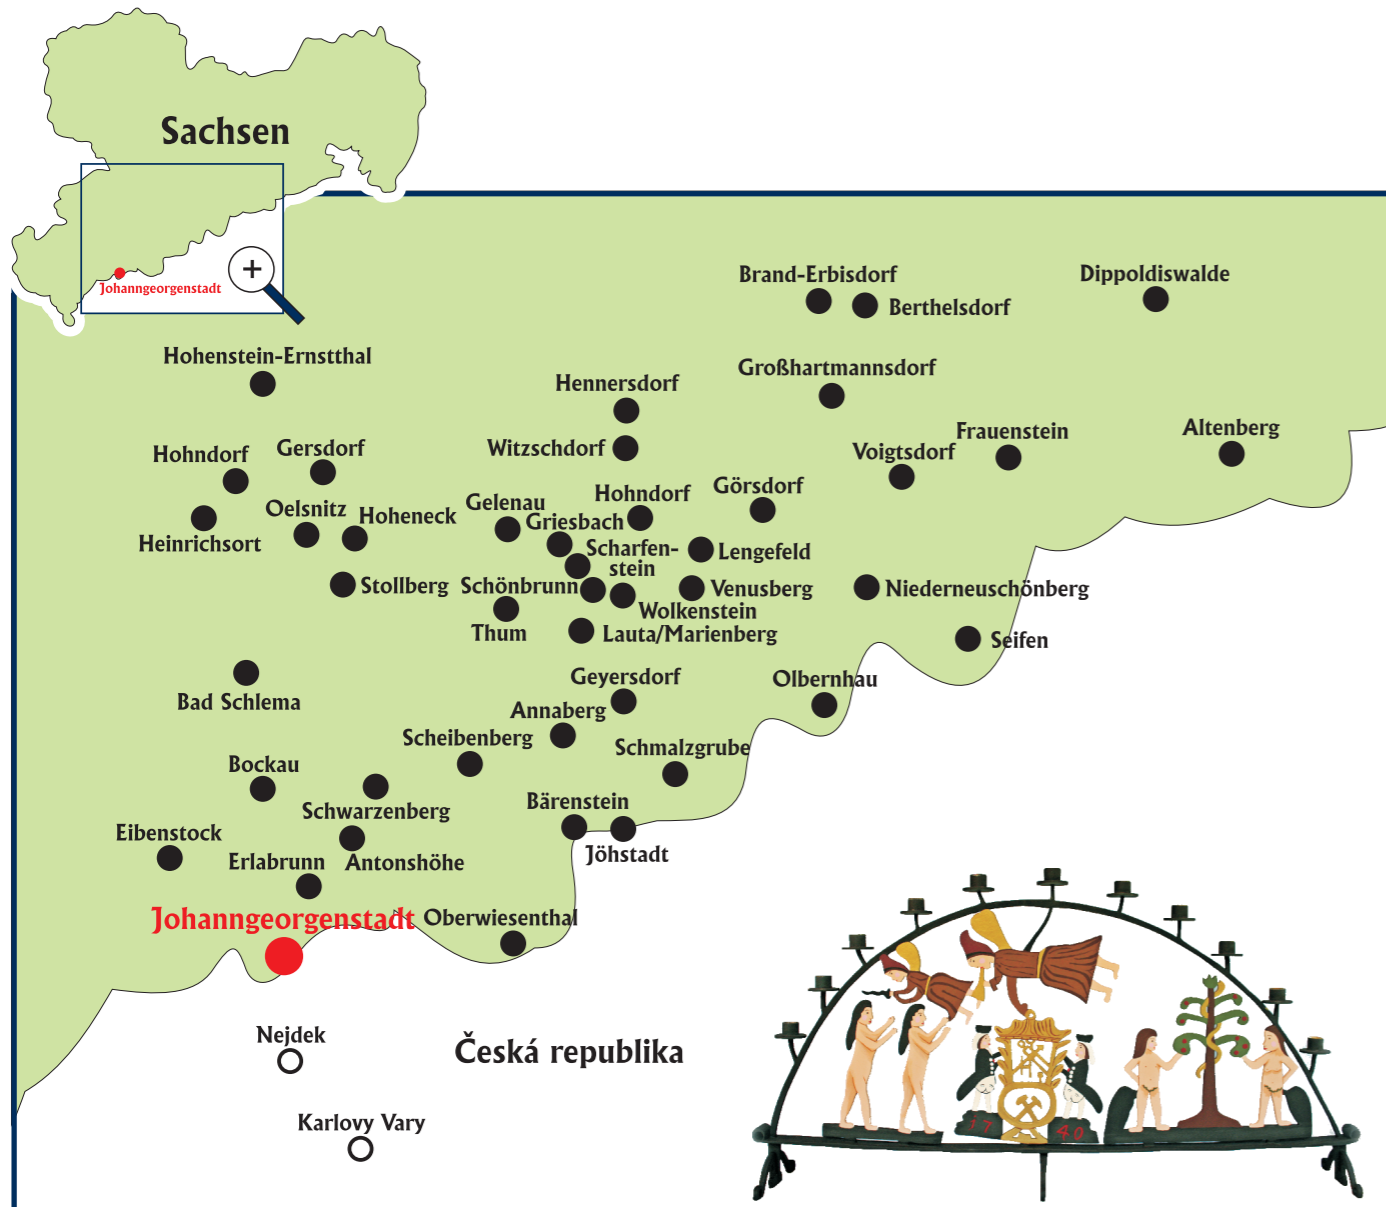 Sachsen
Johanngeorgenstadt
Brand-Erbisdorf
Dippoldiswalde
Berthelsdorf
Hohenstein-Ernstthal
Großhartmannsdorf
Hennersdorf
Altenberg
Frauenstein
Hohndorf
Gersdorf
Witzschdorf
Voigtsdorf
Görsdorf
Hohndorf
Gelenau
Oelsnitz
Hoheneck
Griesbach
Heinrichsort
Scharfen-
stein
Lengefeld
Stollberg
Schönbrunn
Venusberg
Niederneuschönberg
Wolkenstein
Thum
Lauta/Marienberg
Seifen
Geyersdorf
Olbernhau
Bad Schlema
Annaberg
Scheibenberg
Schmalzgrube
Bockau
Bärenstein
Schwarzenberg
Eibenstock
Jöhstadt
Erlabrunn
Antonshöhe
Johanngeorgenstadt
Oberwiesenthal
Nejdek
Česká republika
Karlovy Vary
17 40